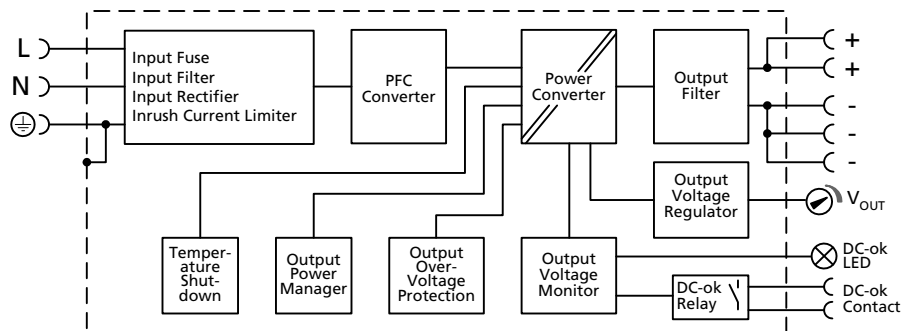 L
N
Input Fuse
Input Filter
Input Rectifier
Inrush Current Limiter
PFC
Converter
Power
Converter
Output
Filter
+
+
-
-
-
Output
Voltage
Regulator
VOUT
Temper-
ature
Shut-
down
Output
Power
Manager
Output
Over-
Voltage
Protection
Output
Voltage
Monitor
DC-ok
Relay
DC-ok
LED
DC-ok
Contact